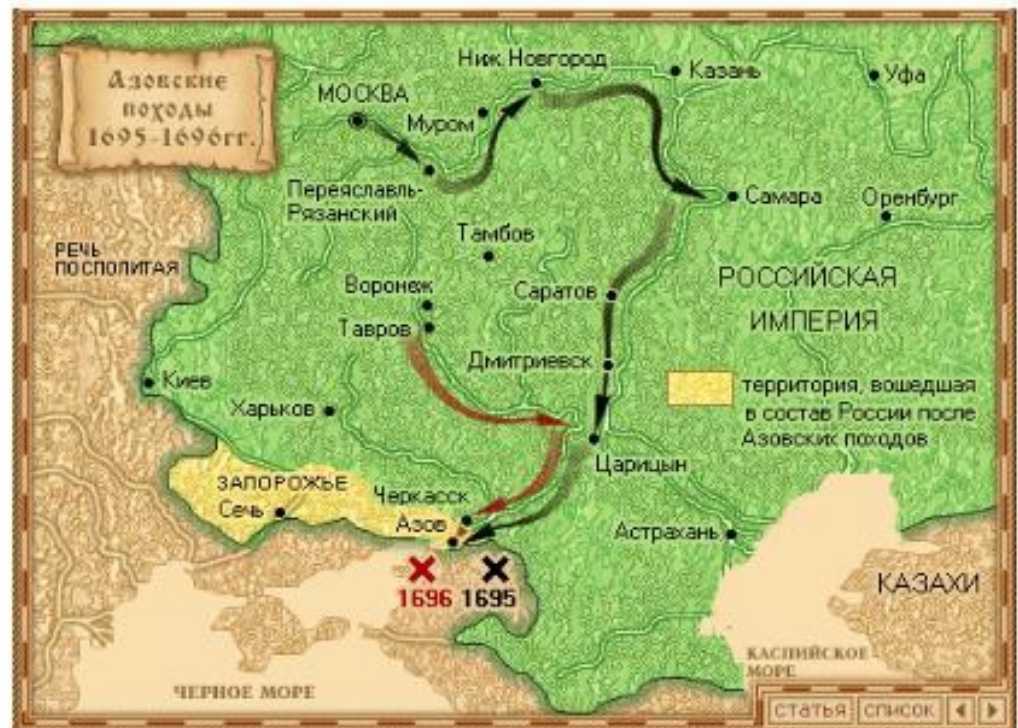 Азовские
походы
1695-1696гг.
Ниж.Новгород
Казань
Уфа
МОСКВА
Муром
Переяславль-
Рязанский
Самара
Оренбург
РЕЧЬ
ПОСПОЛИТАЯ
Тамбов
Воронеж
Саратов
РОССИЙСКАЯ
ИМПЕРИЯ
Тавров
Дмитриевск
Киев
территория, вошедшая
в состав России после
Азовских походов
Харьков
Царицын
ЗАПОРОЖЬЕ
Сечь
Черкасск
Азов
Астрахань
1696 1695
КАЗАХИ
КАСПИЙСКОЕ
МОРЕ
ЧЕРНОЕ МОРЕ
статья список